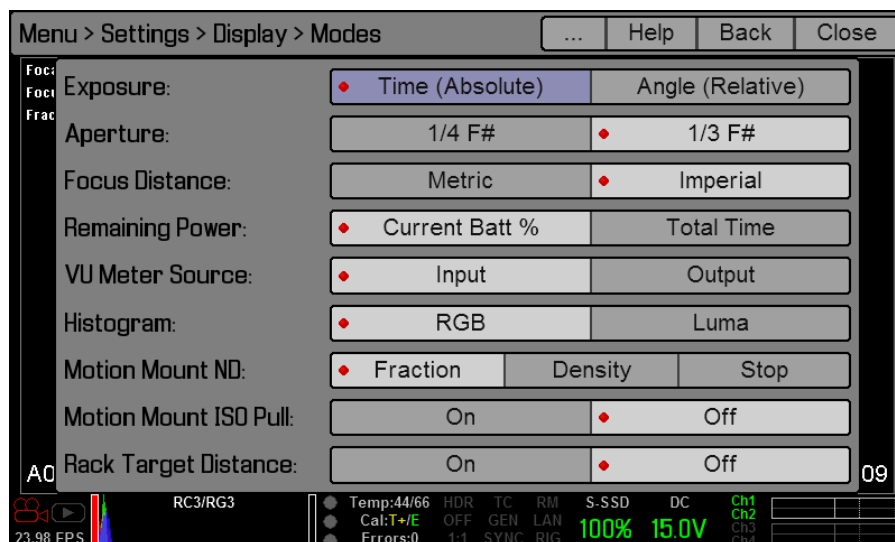 Menu > Settings > Display > Modes ... Help Back Close
Exposure: Time (Absolute) Angle (Relative)
Aperture: 1/4 F# 1/3 F#
Focus Distance: Metric Imperial
Remaining Power: Current Batt % Total Time
VU Meter Source: Input Output
Histogram: RGB Luma
Motion Mount ND: Fraction Density Stop
Motion Mount ISO Pull: On Off
Rack Target Distance: On Off
A0 09
RC3/RG3 Temp:44/66 HDR TC RM S-SSD DC Ch1
Cal:T+/E OFF GEN LAN 100% 15.0V Ch2
23.98 FPS Errors:0 1:1 SYNC RIG Ch3
Ch4